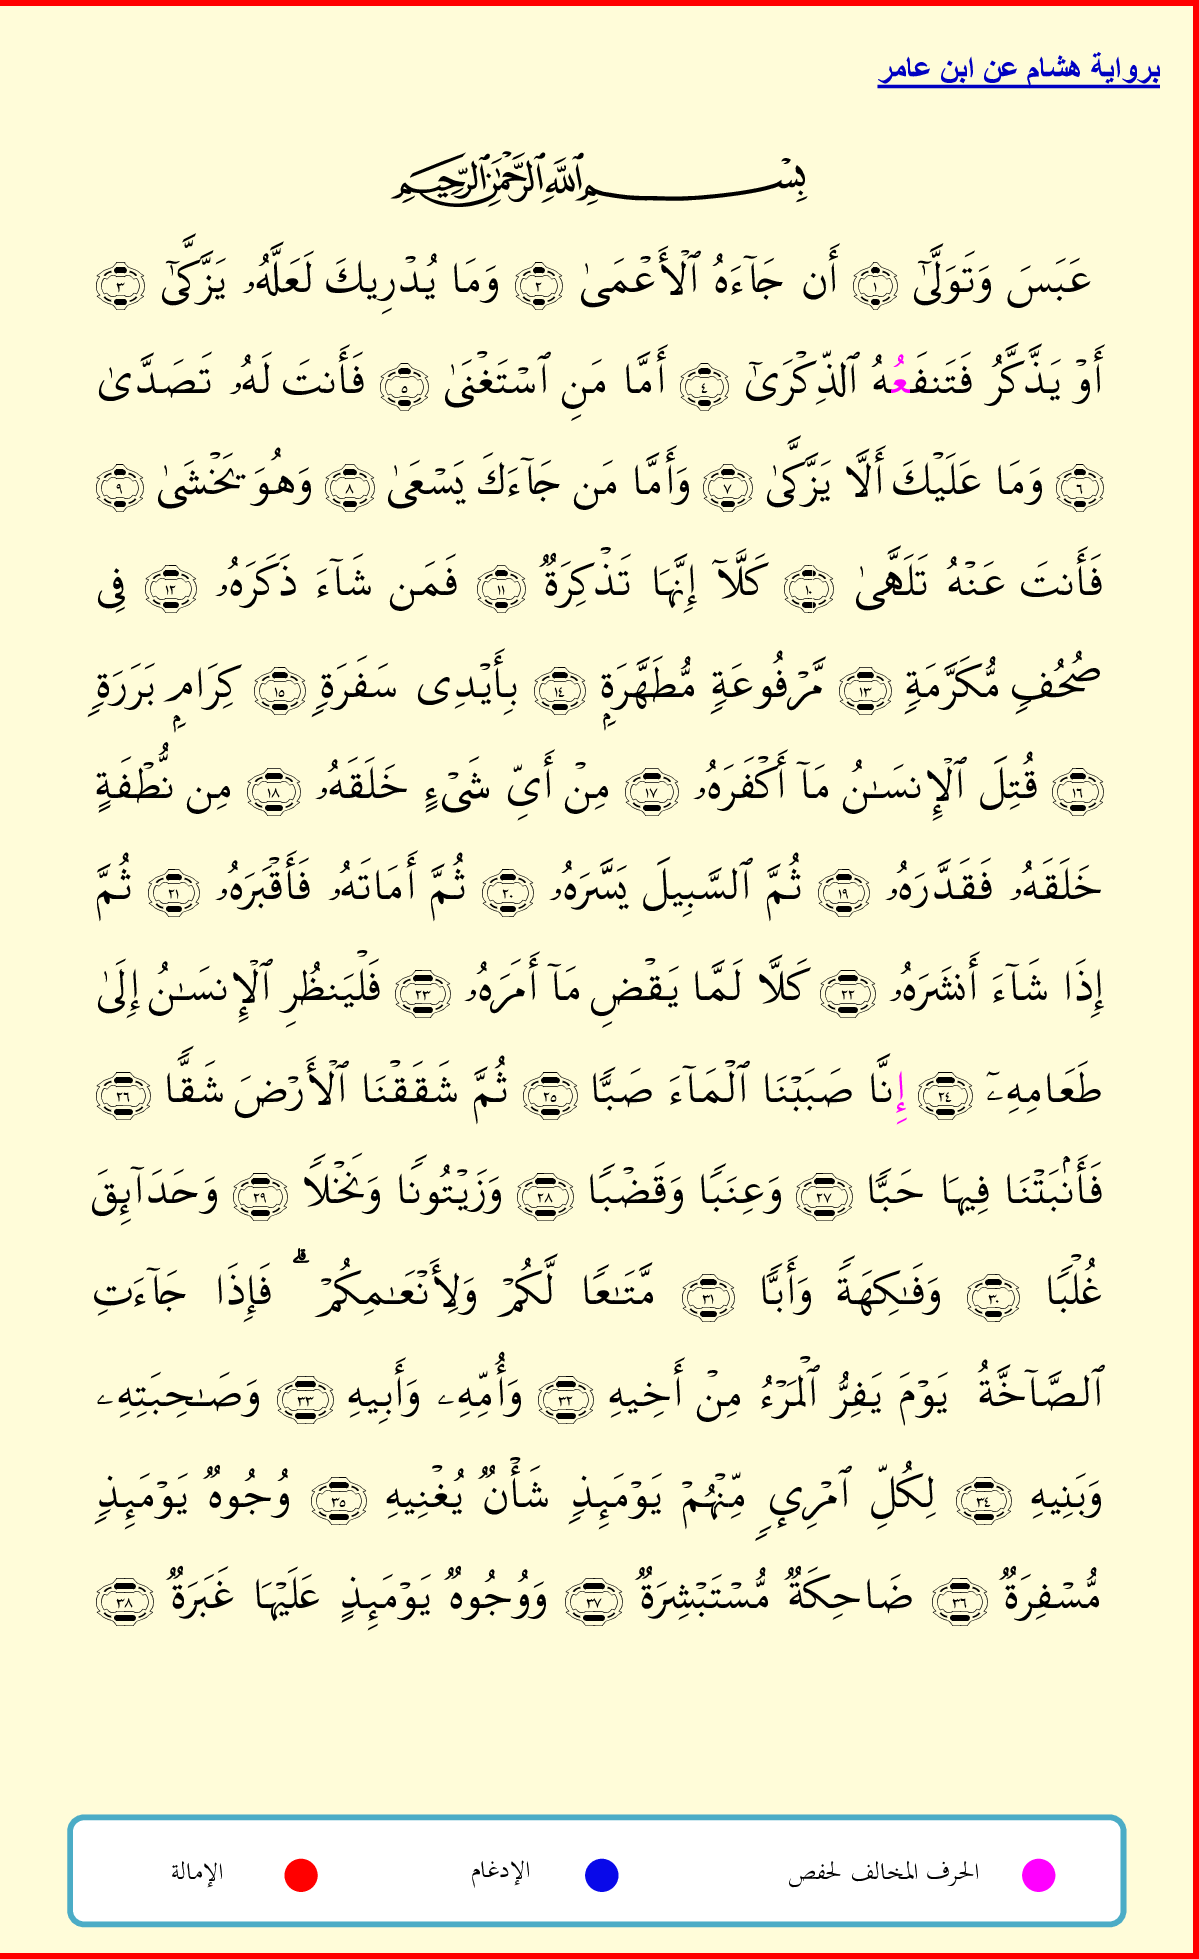 برواية هشام عن ابن عامر
بِسْمِ ٱللَّهِ ٱلرَّحْمَٰنِ ٱلرَّحِيمِ
عَبَسَ وَتَوَلَّىٰٓ ١ أَن جَآءَهُ ٱلْأَعْمَىٰ ٢ وَمَا يُدْرِيكَ لَعَلَّهُۥ يَزَّكَّىٰٓ ٣
أَوْ يَذَّكَّرُ فَتَنفَعُهُ ٱلذِّكْرَىٰٓ ٤ أَمَّا مَنِ ٱسْتَغْنَىٰ ٥ فَأَنتَ لَهُۥ تَصَدَّىٰ
٦ وَمَا عَلَيْكَ أَلَّا يَزَّكَّىٰ ٧ وَأَمَّا مَن جَآءَكَ يَسْعَىٰ ٨ وَهُوَ يَخْشَىٰ ٩
فَأَنتَ عَنْهُ تَلَهَّىٰ ١٠ كَلَّآ إِنَّهَا تَذْكِرَةٌ ١١ فَمَن شَآءَ ذَكَرَهُۥ ١٢ فِى
صُحُفٍ مُّكَرَّمَةٍ ١٣ مَّرْفُوعَةٍ مُّطَهَّرَةٍۭ ١٤ بِأَيْدِى سَفَرَةٍ ١٥ كِرَامٍۭ بَرَرَةٍ
١٦ قُتِلَ ٱلْإِنسَٰنُ مَآ أَكْفَرَهُۥ ١٧ مِنْ أَىِّ شَىْءٍ خَلَقَهُۥ ١٨ مِن نُّطْفَةٍ
خَلَقَهُۥ فَقَدَّرَهُۥ ١٩ ثُمَّ ٱلسَّبِيلَ يَسَّرَهُۥ ٢٠ ثُمَّ أَمَاتَهُۥ فَأَقْبَرَهُۥ ٢١ ثُمَّ
إِذَا شَآءَ أَنشَرَهُۥ ٢٢ كَلَّا لَمَّا يَقْضِ مَآ أَمَرَهُۥ ٢٣ فَلْيَنظُرِ ٱلْإِنسَٰنُ إِلَىٰ
طَعَامِهِۦٓ ٢٤ إِنَّا صَبَبْنَا ٱلْمَآءَ صَبًّا ٢٥ ثُمَّ شَقَقْنَا ٱلْأَرْضَ شَقًّا ٢٦
فَأَنۢبَتْنَا فِيهَا حَبًّا ٢٧ وَعِنَبًا وَقَضْبًا ٢٨ وَزَيْتُونًا وَنَخْلًا ٢٩ وَحَدَآئِقَ
غُلْبًا ٣٠ وَفَٰكِهَةً وَأَبًّا ٣١ مَّتَٰعًا لَّكُمْ وَلِأَنْعَٰمِكُمْ ۗ فَإِذَا جَآءَتِ
ٱلصَّآخَّةُ يَوْمَ يَفِرُّ ٱلْمَرْءُ مِنْ أَخِيهِ ٣٢ وَأُمِّهِۦ وَأَبِيهِ ٣٣ وَصَٰحِبَتِهِۦ
وَبَنِيهِ ٣٤ لِكُلِّ ٱمْرِئٍ مِّنْهُمْ يَوْمَئِذٍ شَأْنٌ يُغْنِيهِ ٣٥ وُجُوهٌ يَوْمَئِذٍ
مُّسْفِرَةٌ ٣٦ ضَاحِكَةٌ مُّسْتَبْشِرَةٌ ٣٧ وَوُجُوهٌ يَوْمَئِذٍ عَلَيْهَا غَبَرَةٌ ٣٨
الحرف المخالف لحفص الإدغام الإمالة